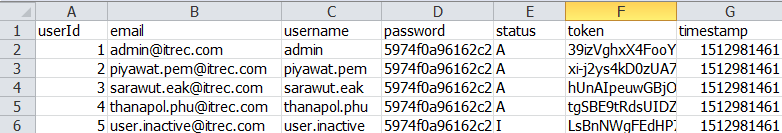 A B C D E F G
1 userId email username password status token timestamp
2 1 admin@itrec.com admin 5974f0a96162c2 A 39izVghxX4FooY 1512981461
3 2 piyawat.pem@itrec.com piyawat.pem 5974f0a96162c2 A xi-j2ys4kD0zUA7 1512981461
4 3 sarawut.eak@itrec.com sarawut.eak 5974f0a96162c2 A hUnAIpeuwGBjO 1512981461
5 4 thanapol.phu@itrec.com thanapol.phu 5974f0a96162c2 A tgSBE9tRdsUIDZ 1512981461
6 5 user.inactive@itrec.com user.inactive 5974f0a96162c2 I LsBnNWgFEdHP 1512981461